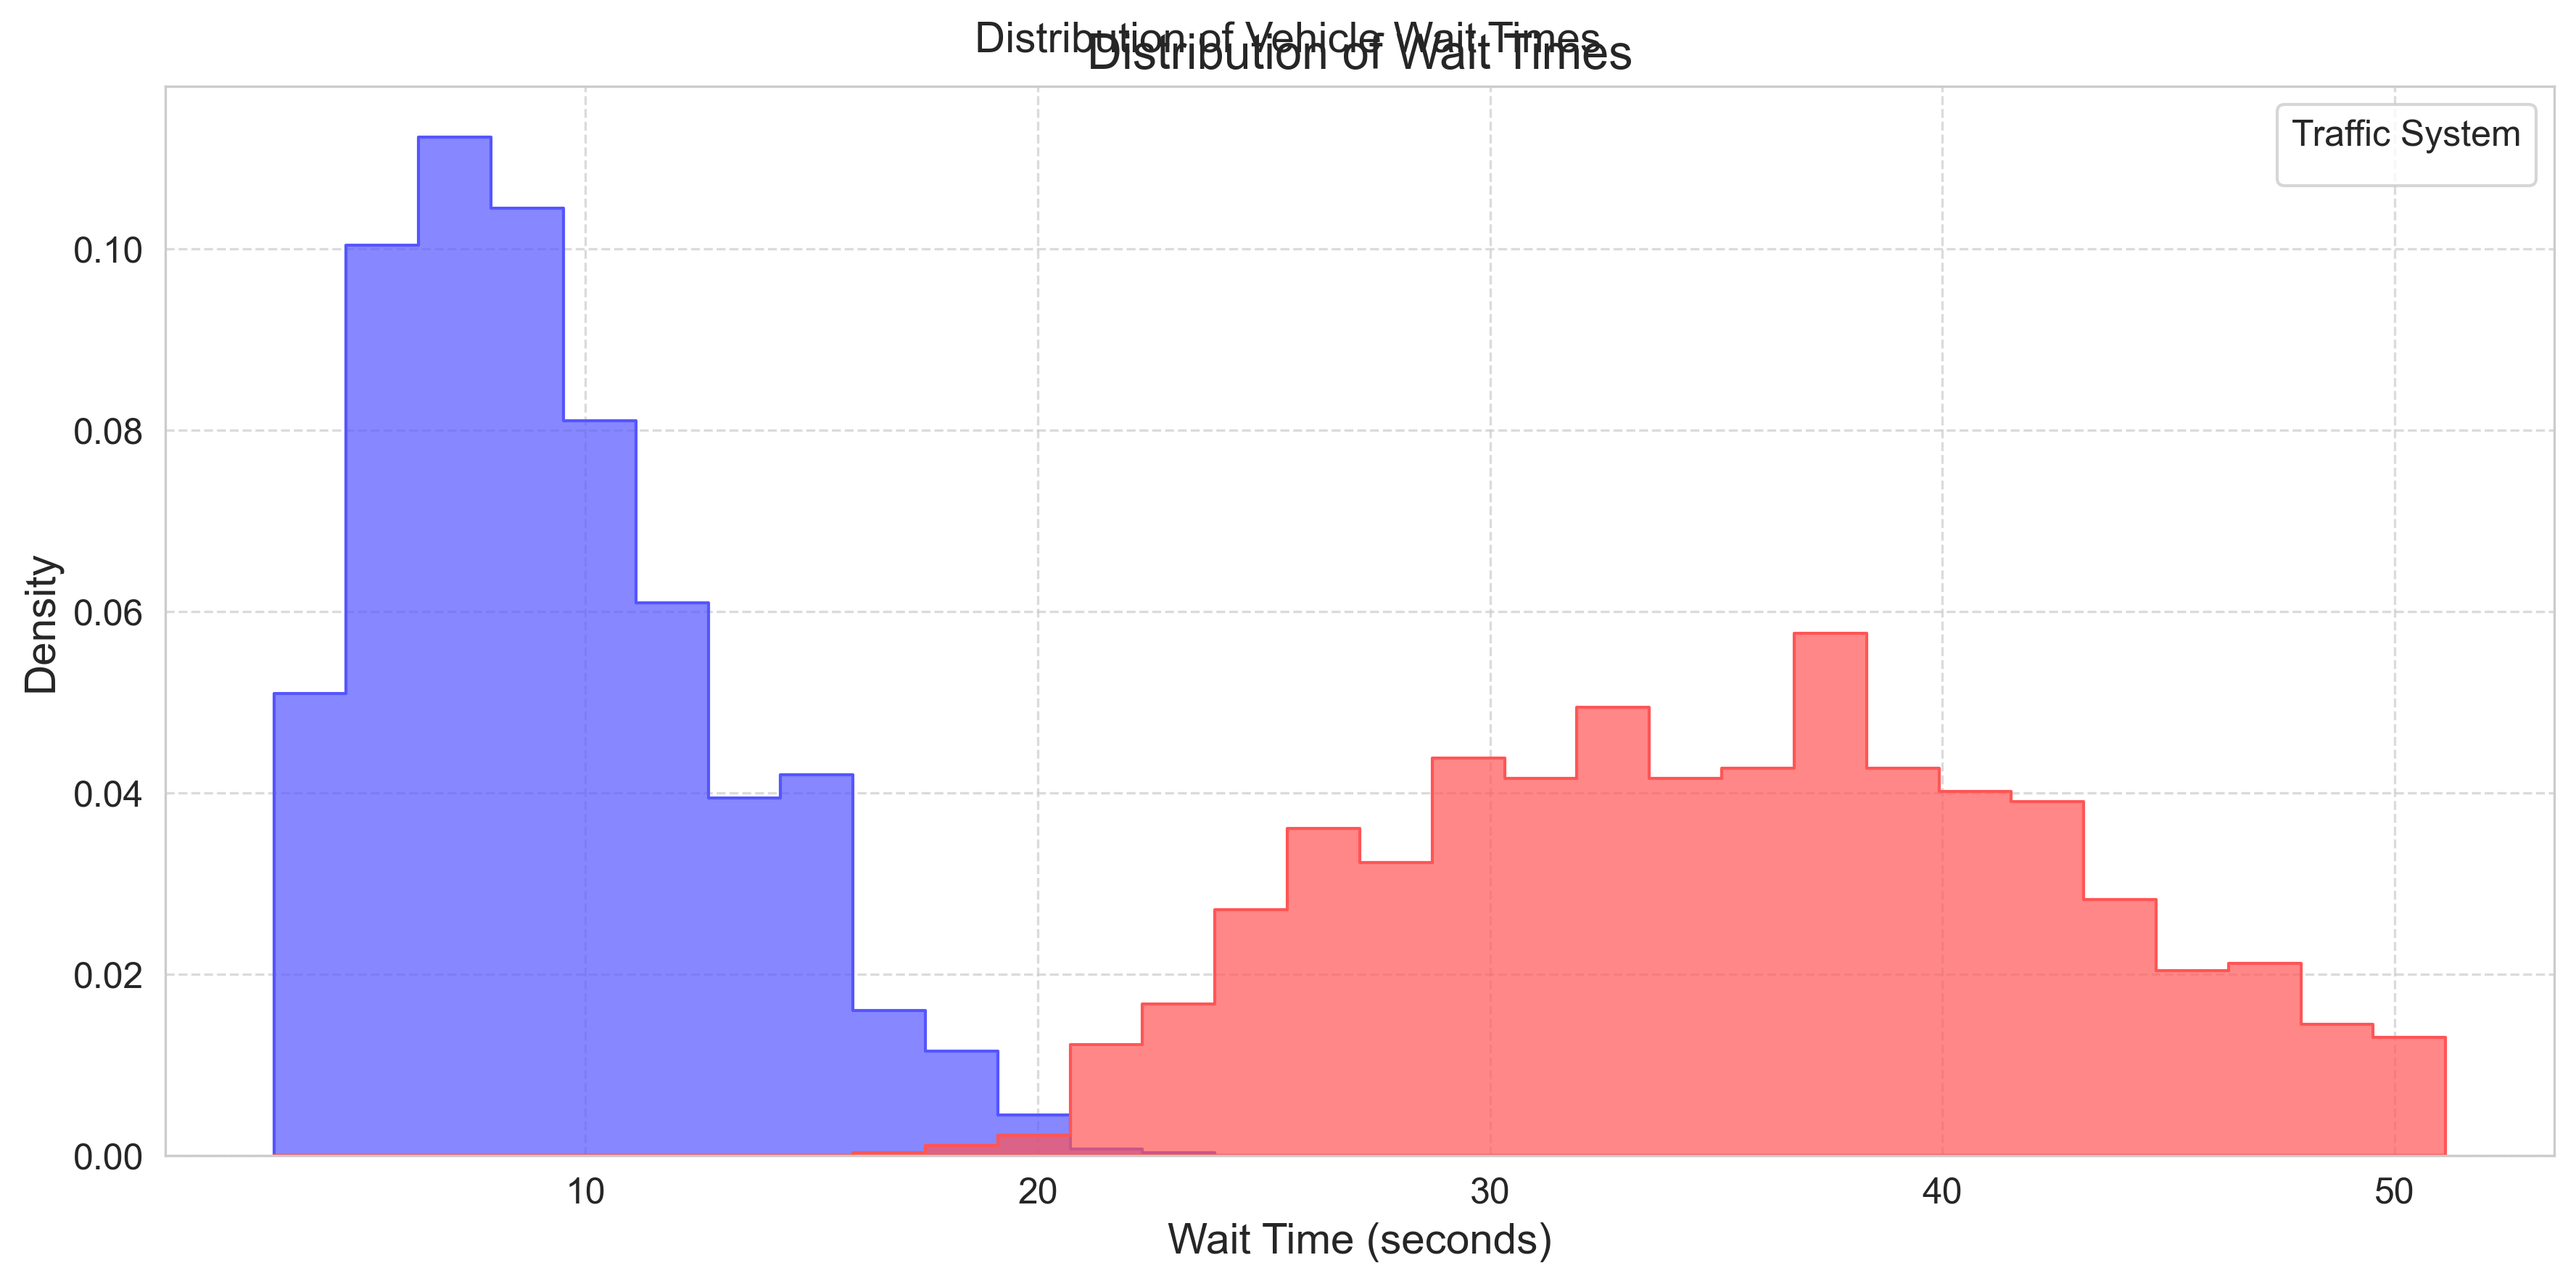 Distribution of Vehicle Wait Times
Distribution of Wait Times
Traffic System
0.10
0.08
0.06
0.04
0.02
0.00
Density
10
20
30
40
50
Wait Time (seconds)